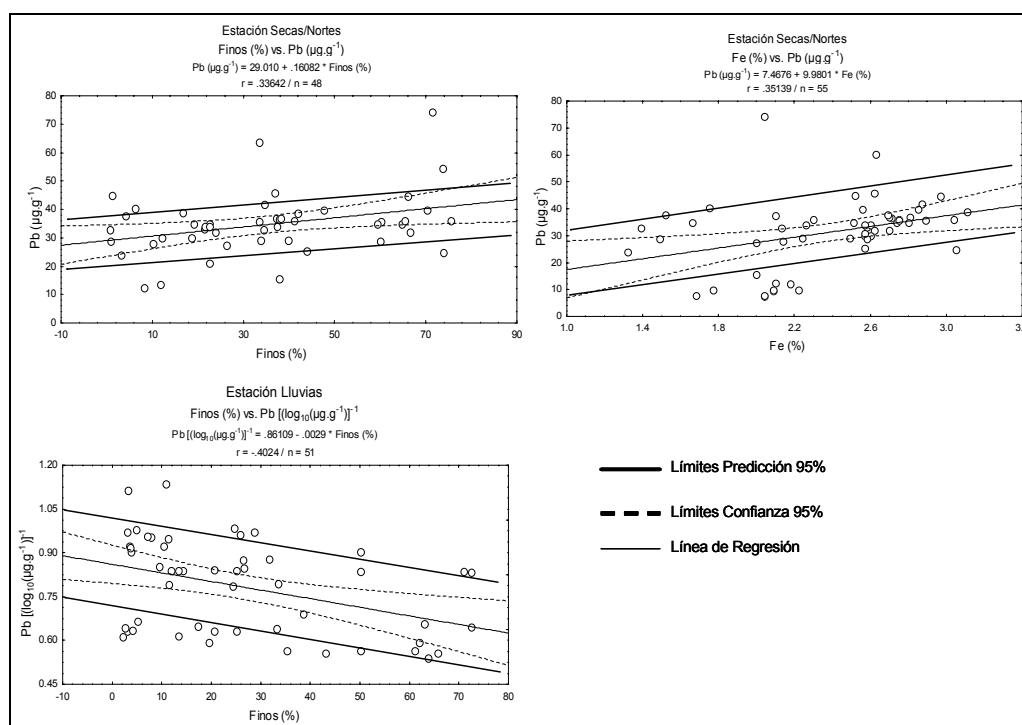 Estación Secas/Nortes
Finos (%) vs. Pb (µg.g⁻¹)
Pb (µg.g⁻¹) = 29.010 + .16082 * Finos (%)
r = .33642 / n = 48
Pb (µg.g⁻¹)
80
70
60
50
40
30
20
10
0
-10 10 30 50 70 90
Finos (%)
Estación Secas/Nortes
Fe (%) vs. Pb (µg.g⁻¹)
Pb (µg.g⁻¹) = 7.4676 + 9.9801 * Fe (%)
r = .35139 / n = 55
Pb (µg.g⁻¹)
80
70
60
50
40
30
20
10
0
1.0 1.4 1.8 2.2 2.6 3.0
Fe (%)
Estación Lluvias
Finos (%) vs. Pb [(log₁₀(µg.g⁻¹)]⁻¹
Pb [(log₁₀(µg.g⁻¹)]⁻¹ = .86109 - .0029 * Finos (%)
r = -.4024 / n = 51
Pb [(log₁₀(µg.g⁻¹)]⁻¹
1.20
1.05
0.90
0.75
0.60
0.45
-10 0 10 20 30 40 50 60 70 80
Finos (%)
Límites Predicción 95%
Límites Confianza 95%
Línea de Regresión